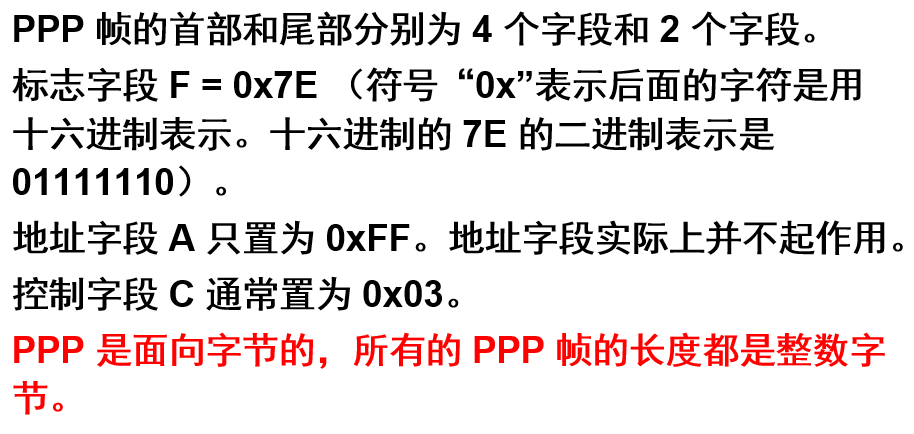 PPP 帧的首部和尾部分别为 4 个字段和 2 个字段。
标志字段 F = 0x7E （符号“0x”表示后面的字符是用
十六进制表示。十六进制的 7E 的二进制表示是
01111110）。
地址字段 A 只置为 0xFF。地址字段实际上并不起作用。
控制字段 C 通常置为 0x03。
PPP 是面向字节的，所有的 PPP 帧的长度都是整数字
节。